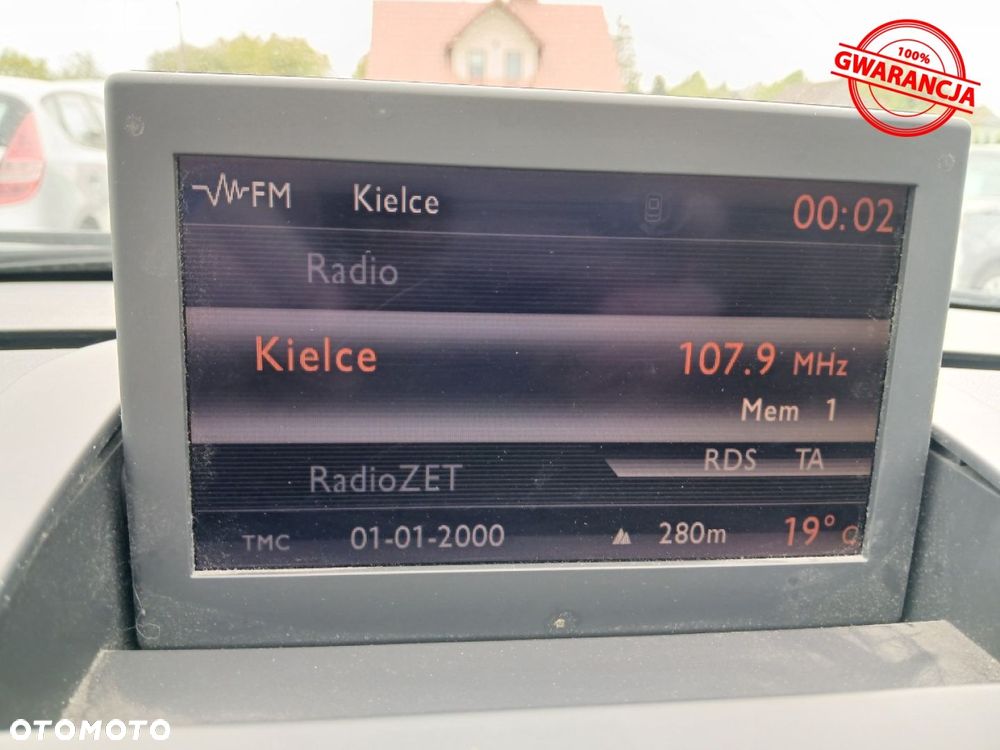 100%
GWARANCJA
FM Kielce 00:02
Radio
Kielce 107.9 MHz
Mem 1
RDS TA
RadioZET
TMC 01-01-2000 280m 19° C
OTOMOTO